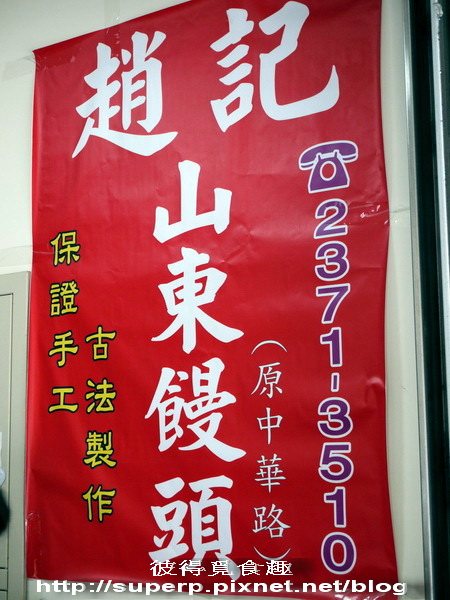 趙記
☎2371-3510
(原中華路)
山東饅頭
古法製作
保證手工
彼得覓食趣
http://superp.pixnet.net/blog